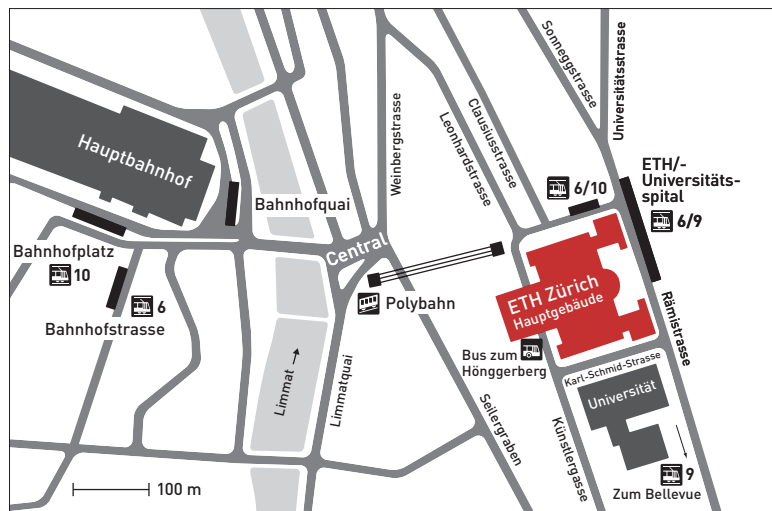 Hauptbahnhof
Bahnhofquai
Bahnhofplatz
10
6
Bahnhofstrasse
Central
Weinbergstrasse
Leonhardstrasse
Clausiusstrasse
Sonneggstrasse
Universitätsstrasse
6/10
ETH/-
Universitäts-
spital
6/9
Polybahn
ETH Zürich
Hauptgebäude
Rämistrasse
Bus zum
Hönggerberg
Karl-Schmid-Strasse
Universität
Limmat →
Limmatquai
Seilergraben
Künstlergasse
9
Zum Bellevue
100 m